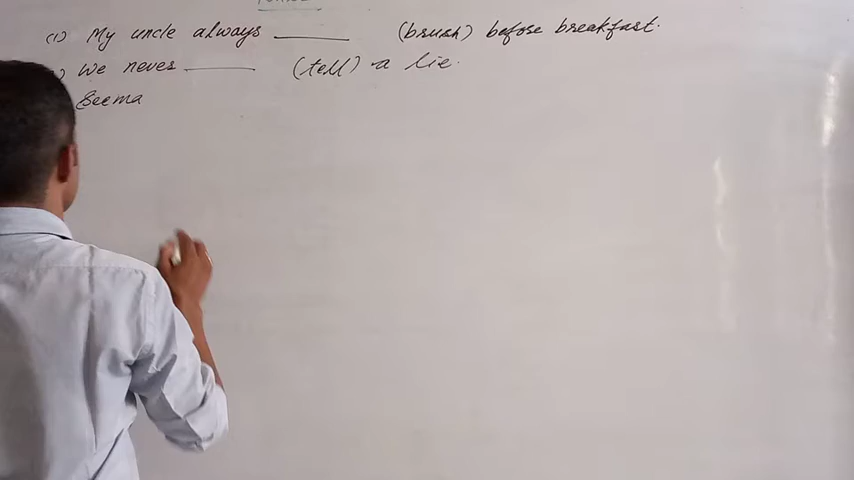 (1) My uncle always ______ (brush) before breakfast.
) We never ______ (tell) a lie.
Seema